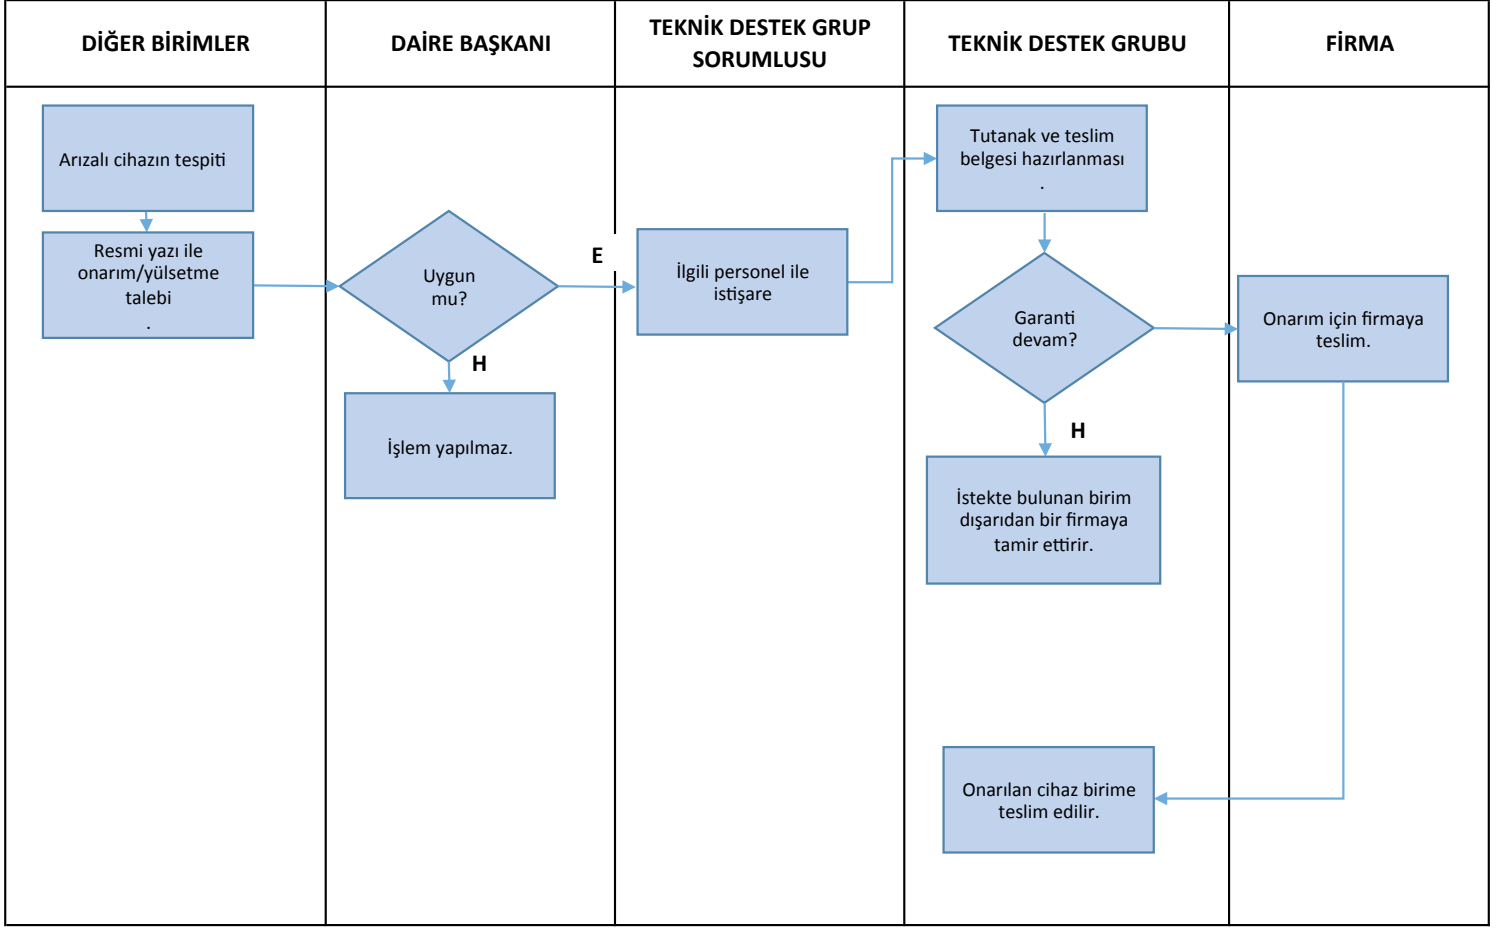 DİĞER BİRİMLER
DAİRE BAŞKANI
TEKNİK DESTEK GRUP
SORUMLUSU
TEKNİK DESTEK GRUBU
FİRMA
Arızalı cihazın tespiti
Resmi yazı ile
onarım/yülsetme
talebi
.
Uygun
mu?
E
H
İşlem yapılmaz.
İlgili personel ile
istişare
Tutanak ve teslim
belgesi hazırlanması
.
Garanti
devam?
H
İstekte bulunan birim
dışarıdan bir firmaya
tamir ettirir.
Onarım için firmaya
teslim.
Onarılan cihaz birime
teslim edilir.